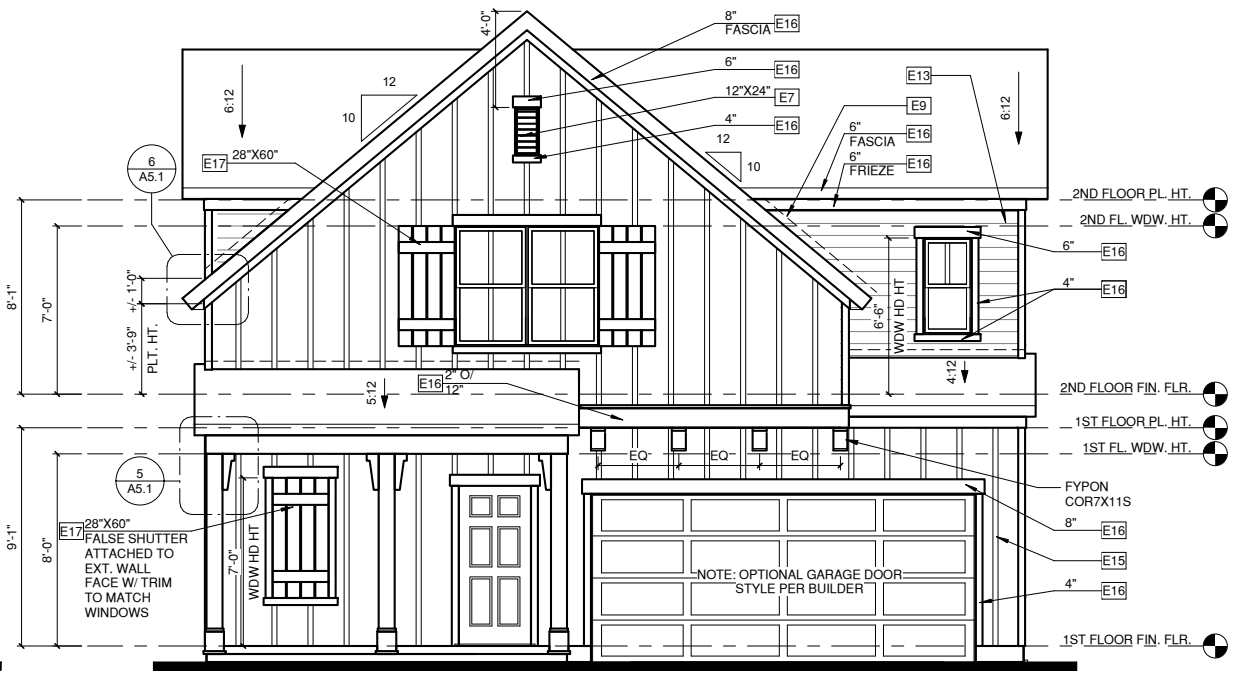 4'-0"
8"
FASCIA
E16
6"
E16
12"X24"
E7
4"
E16
12
10
12
10
6:12
6:12
E13
E9
6"
FASCIA
E16
6"
FRIEZE
E16
6
A5.1
E17
28"X60"
2ND FLOOR PL. HT.
2ND FL. WDW. HT.
6"
E16
4"
E16
8'-1"
7'-0"
+/- 1'-0"
+/- 3'-9"
PLT. HT.
6'-6"
WDW HD HT
4:12
5:12
E16
2" O/
12"
2ND FLOOR FIN. FLR.
1ST FLOOR PL. HT.
1ST FL. WDW. HT.
EQ
EQ
EQ
5
A5.1
FYPON
COR7X11S
8"
E16
E15
4"
E16
E17
28"X60"
FALSE SHUTTER
ATTACHED TO
EXT. WALL
FACE W/ TRIM
TO MATCH
WINDOWS
9'-1"
8'-0"
7'-0"
WDW HD HT
NOTE: OPTIONAL GARAGE DOOR
STYLE PER BUILDER
1ST FLOOR FIN. FLR.